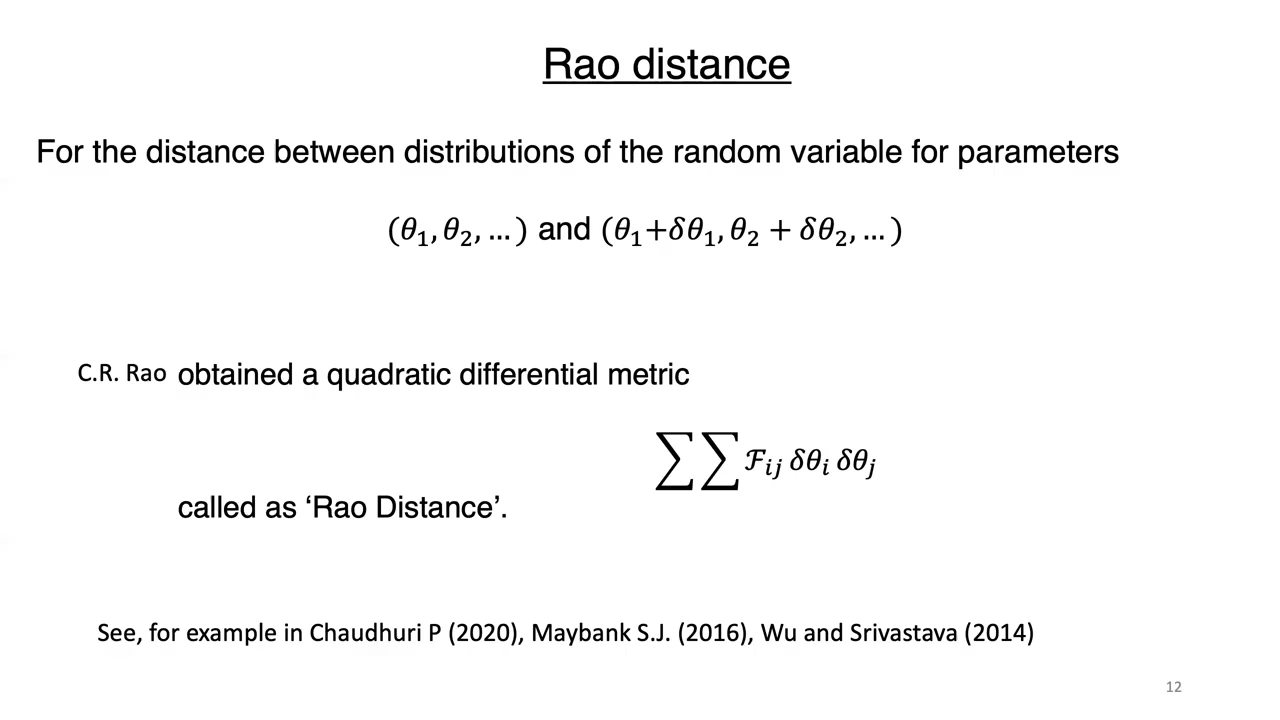 Rao distance
For the distance between distributions of the random variable for parameters
(θ₁, θ₂, … ) and (θ₁+δθ₁, θ₂ + δθ₂, … )
C.R. Rao obtained a quadratic differential metric
∑∑ ℱᵢⱼ δθᵢ δθⱼ
called as ‘Rao Distance’.
See, for example in Chaudhuri P (2020), Maybank S.J. (2016), Wu and Srivastava (2014)
12